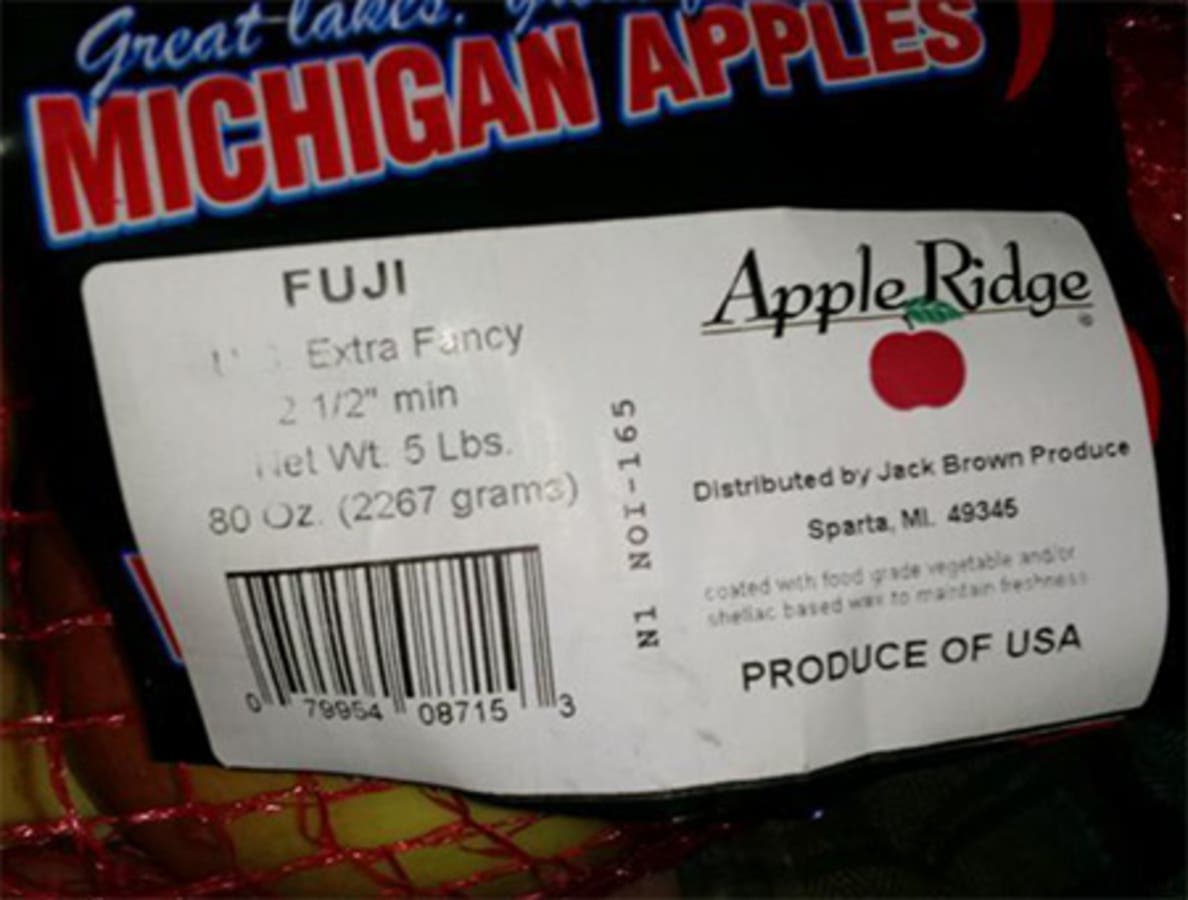 Great lakes.
MICHIGAN APPLES
FUJI
Extra Fancy
2 1/2" min
Net Wt. 5 Lbs.
80 Oz. (2267 grams)
0 79954 08715 3
N1 NOI-165
Apple Ridge
®
Distributed by Jack Brown Produce
Sparta, MI. 49345
coated with food grade vegetable and/or
shellac based wax to maintain freshness
PRODUCE OF USA